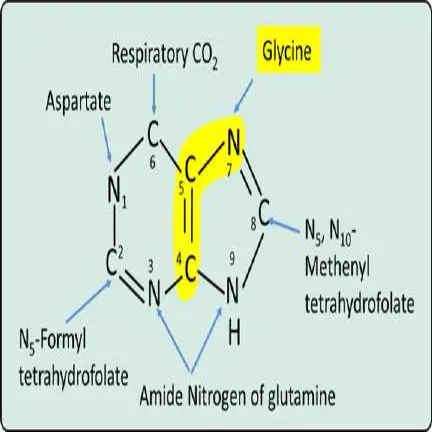 Respiratory CO₂
Glycine
Aspartate
C
6
N
7
5
C
N
1
C
8
C
2
4
C
3
N
9
N
H
N₅, N₁₀-
Methenyl
tetrahydrofolate
N₅-Formyl
tetrahydrofolate
Amide Nitrogen of glutamine